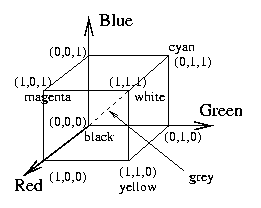 Blue
(0,0,1)
cyan
(0,1,1)
(1,0,1)
(1,1,1)
magenta
white
Green
(0,0,0)
black
(0,1,0)
Red
(1,0,0)
(1,1,0)
yellow
grey